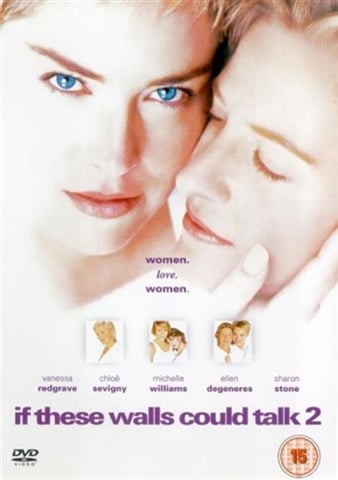 women.
love.
women.
vanessa redgrave
chloë sevigny
michelle williams
ellen degeneres
sharon stone
if these walls could talk 2
DVD
VIDEO
15